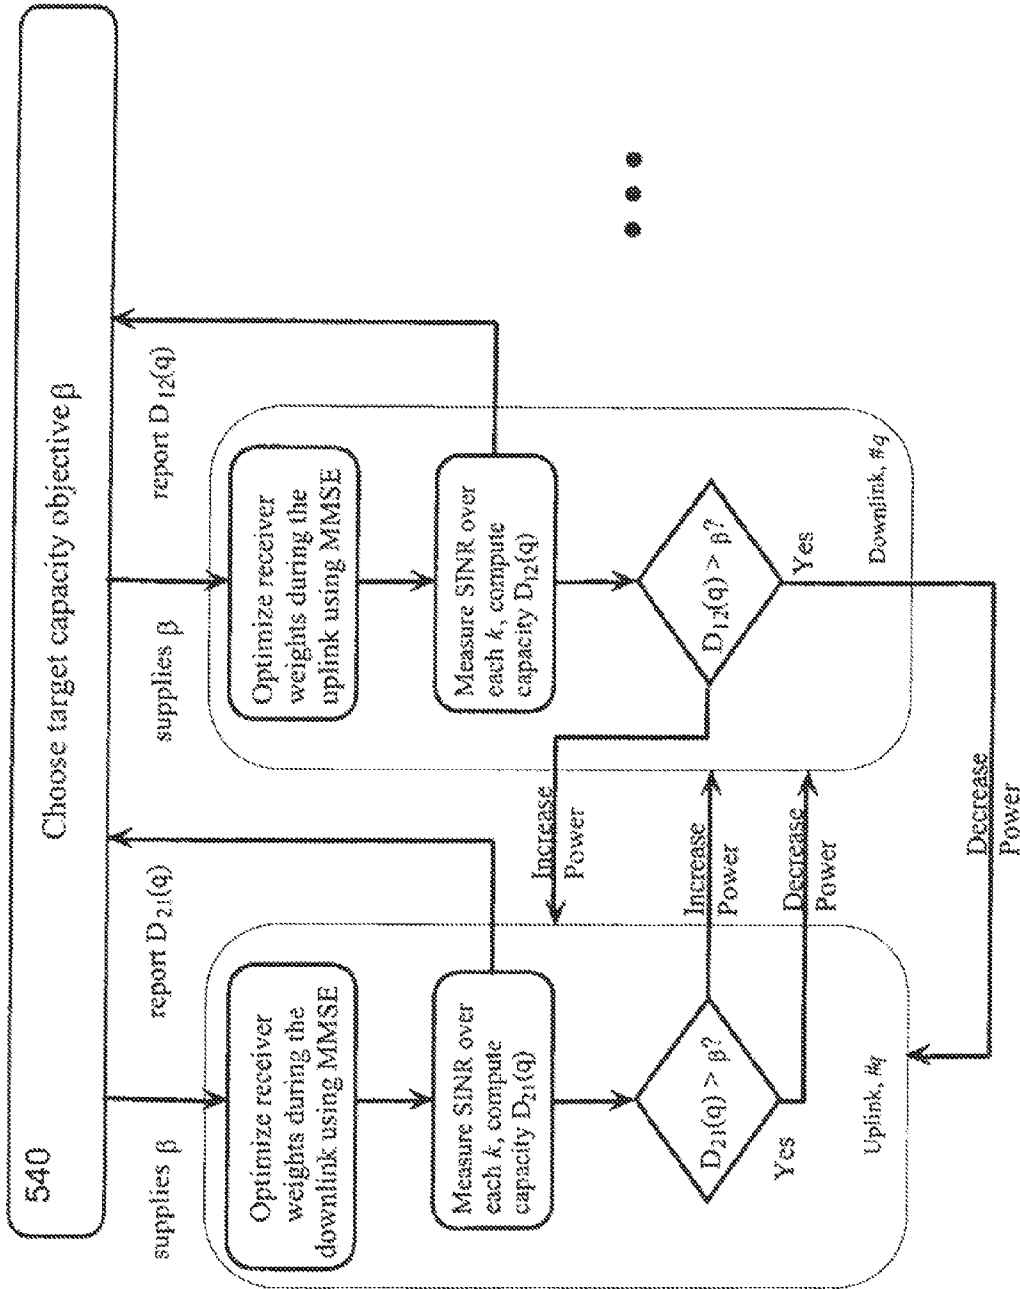 540
Choose target capacity objective β
supplies β
report D21(q)
supplies β
report D12(q)
Optimize receiver
weights during the
downlink using MMSE
Measure SINR over
each k, compute
capacity D21(q)
D21(q) > β?
Yes
Uplink, #q
Optimize receiver
weights during the
uplink using MMSE
Measure SINR over
each k, compute
capacity D12(q)
D12(q) > β?
Yes
Downlink, #q
Increase
Power
Increase
Power
Decrease
Power
Decrease
Power